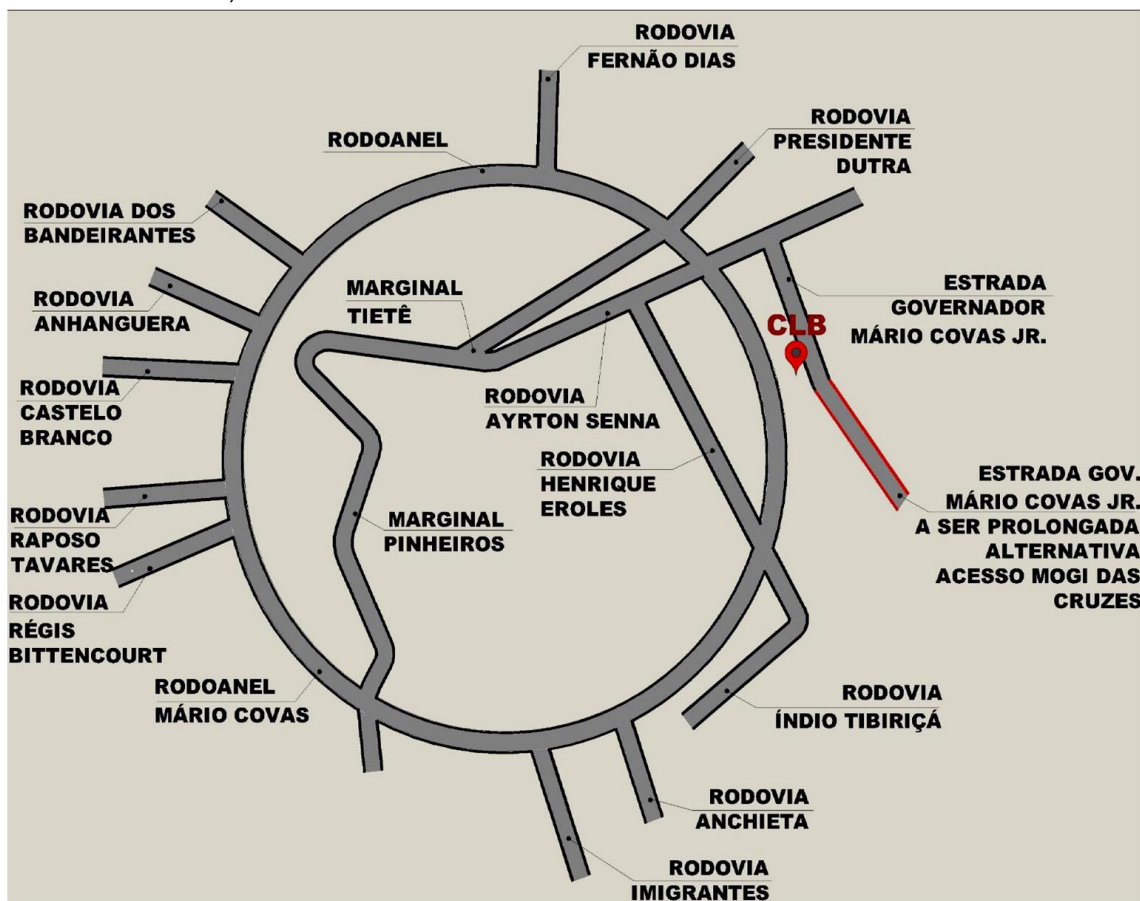 RODOVIA
FERNÃO DIAS
RODOVIA
PRESIDENTE
DUTRA
RODOANEL
RODOVIA DOS
BANDEIRANTES
RODOVIA
ANHANGUERA
MARGINAL
TIETÊ
ESTRADA
GOVERNADOR
MÁRIO COVAS JR.
CLB
RODOVIA
CASTELO
BRANCO
RODOVIA
AYRTON SENNA
RODOVIA
HENRIQUE
EROLES
ESTRADA GOV.
MÁRIO COVAS JR.
A SER PROLONGADA
ALTERNATIVA
ACESSO MOGI DAS
CRUZES
RODOVIA
RAPOSO
TAVARES
MARGINAL
PINHEIROS
RODOVIA
RÉGIS
BITTENCOURT
RODOANEL
MÁRIO COVAS
RODOVIA
ÍNDIO TIBIRIÇÁ
RODOVIA
ANCHIETA
RODOVIA
IMIGRANTES